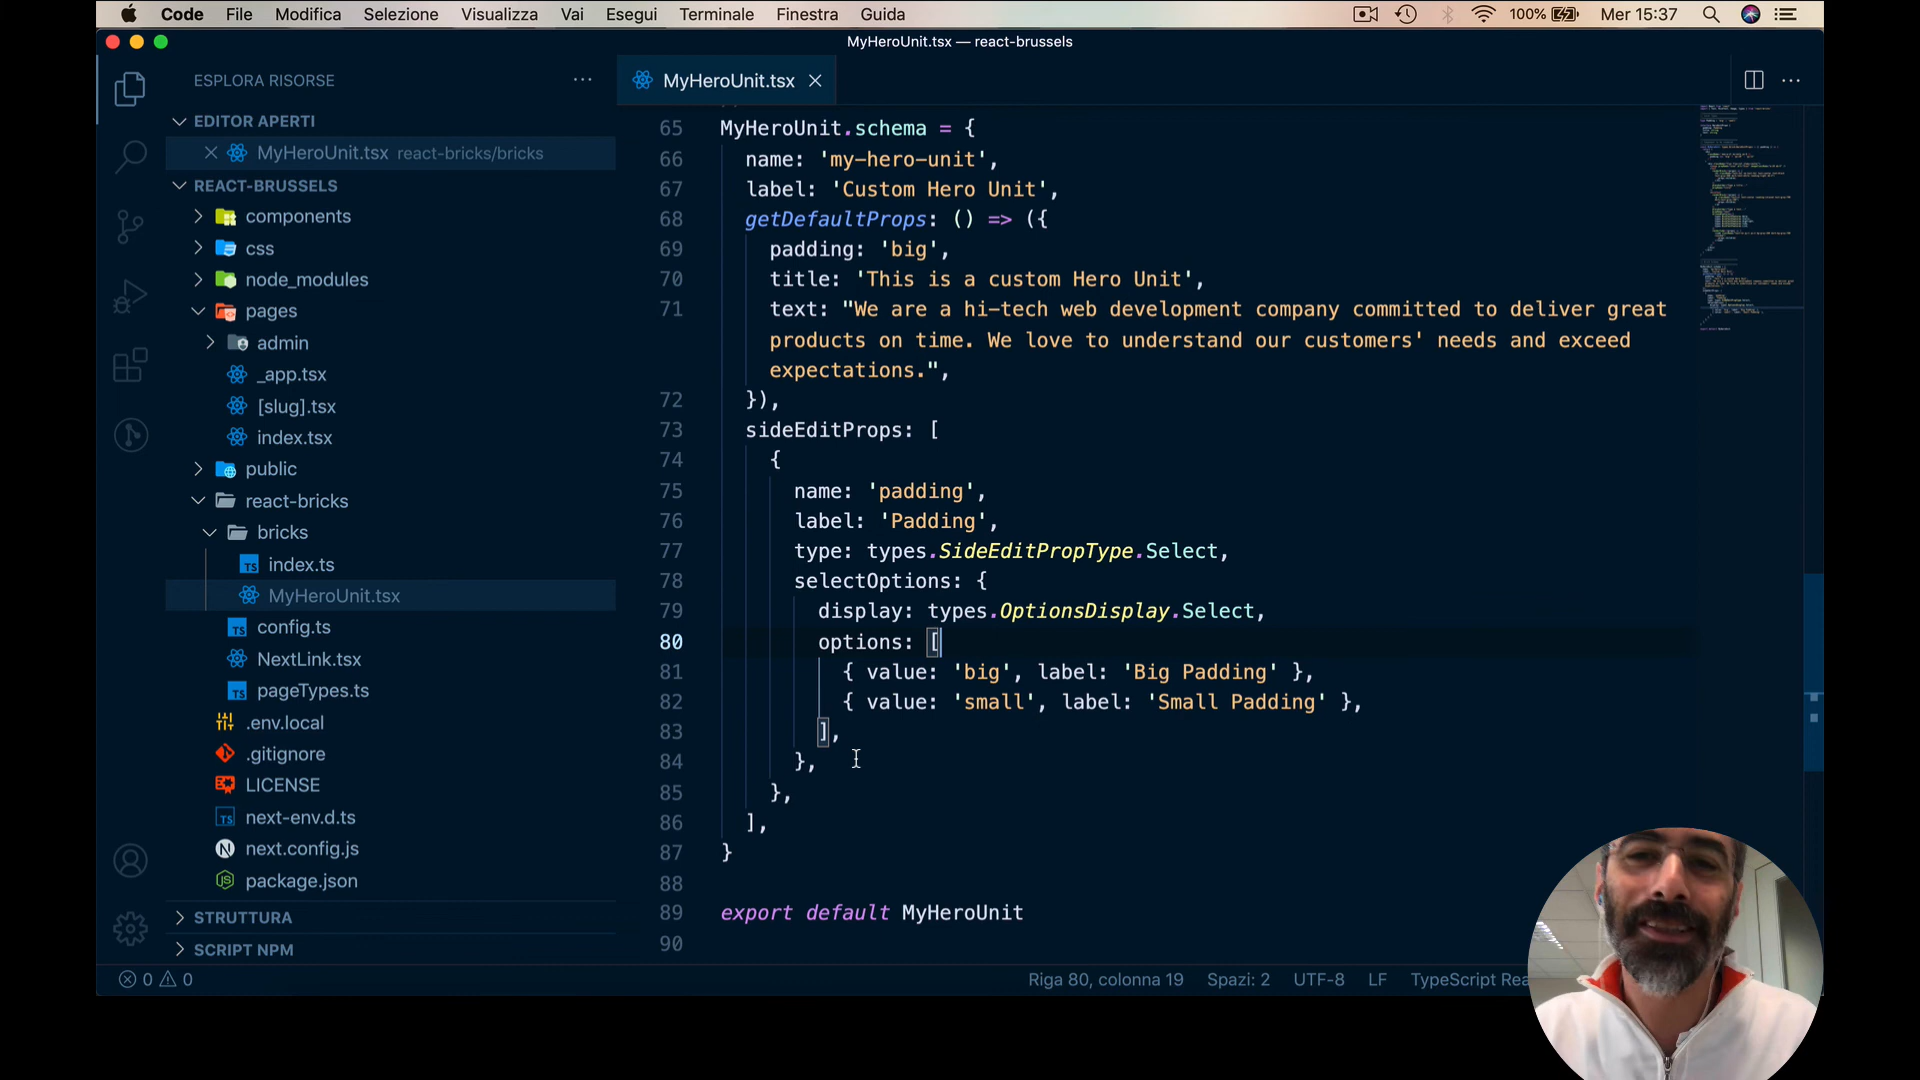 Code File Modifica Selezione Visualizza Vai Esegui Terminale Finestra Guida 100% Mer 15:37
MyHeroUnit.tsx — react-brussels
ESPLORA RISORSE ···
EDITOR APERTI
MyHeroUnit.tsx react-bricks/bricks
REACT-BRUSSELS
components
css
node_modules
pages
admin
_app.tsx
[slug].tsx
index.tsx
public
react-bricks
bricks
TS index.ts
MyHeroUnit.tsx
TS config.ts
NextLink.tsx
TS pageTypes.ts
.env.local
.gitignore
LICENSE
TS next-env.d.ts
N next.config.js
JS package.json
STRUTTURA
SCRIPT NPM
MyHeroUnit.tsx
65 MyHeroUnit.schema = {
66 name: 'my-hero-unit',
67 label: 'Custom Hero Unit',
68 getDefaultProps: () => ({
69 padding: 'big',
70 title: 'This is a custom Hero Unit',
71 text: "We are a hi-tech web development company committed to deliver great
products on time. We love to understand our customers' needs and exceed
expectations.",
72 }),
73 sideEditProps: [
74 {
75 name: 'padding',
76 label: 'Padding',
77 type: types.SideEditPropType.Select,
78 selectOptions: {
79 display: types.OptionsDisplay.Select,
80 options: [
81 { value: 'big', label: 'Big Padding' },
82 { value: 'small', label: 'Small Padding' },
83 ],
84 },
85 },
86 ],
87 }
88
89 export default MyHeroUnit
90
0 0 Riga 80, colonna 19 Spazi: 2 UTF-8 LF TypeScript